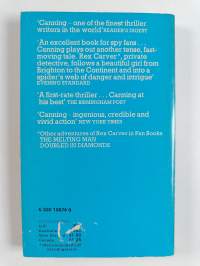 'Canning – one of the finest thriller
writers in the world' READER'S DIGEST
'An excellent book for spy fans ...
Canning plays out another tense, fast-
moving tale. Rex Carver*, private
detective, follows a beautiful girl from
Brighton to the Continent and into a
spider's web of danger and intrigue'
EVENING STANDARD
'A first-rate thriller ... Canning at
his best' THE BIRMINGHAM POST
'Canning – ingenious, credible and
vivid action' NEW YORK TIMES
*Other adventures of Rex Carver in Pan Books
THE MELTING MAN
DOUBLED IN DIAMONDS
U.K.
Australia
Canada